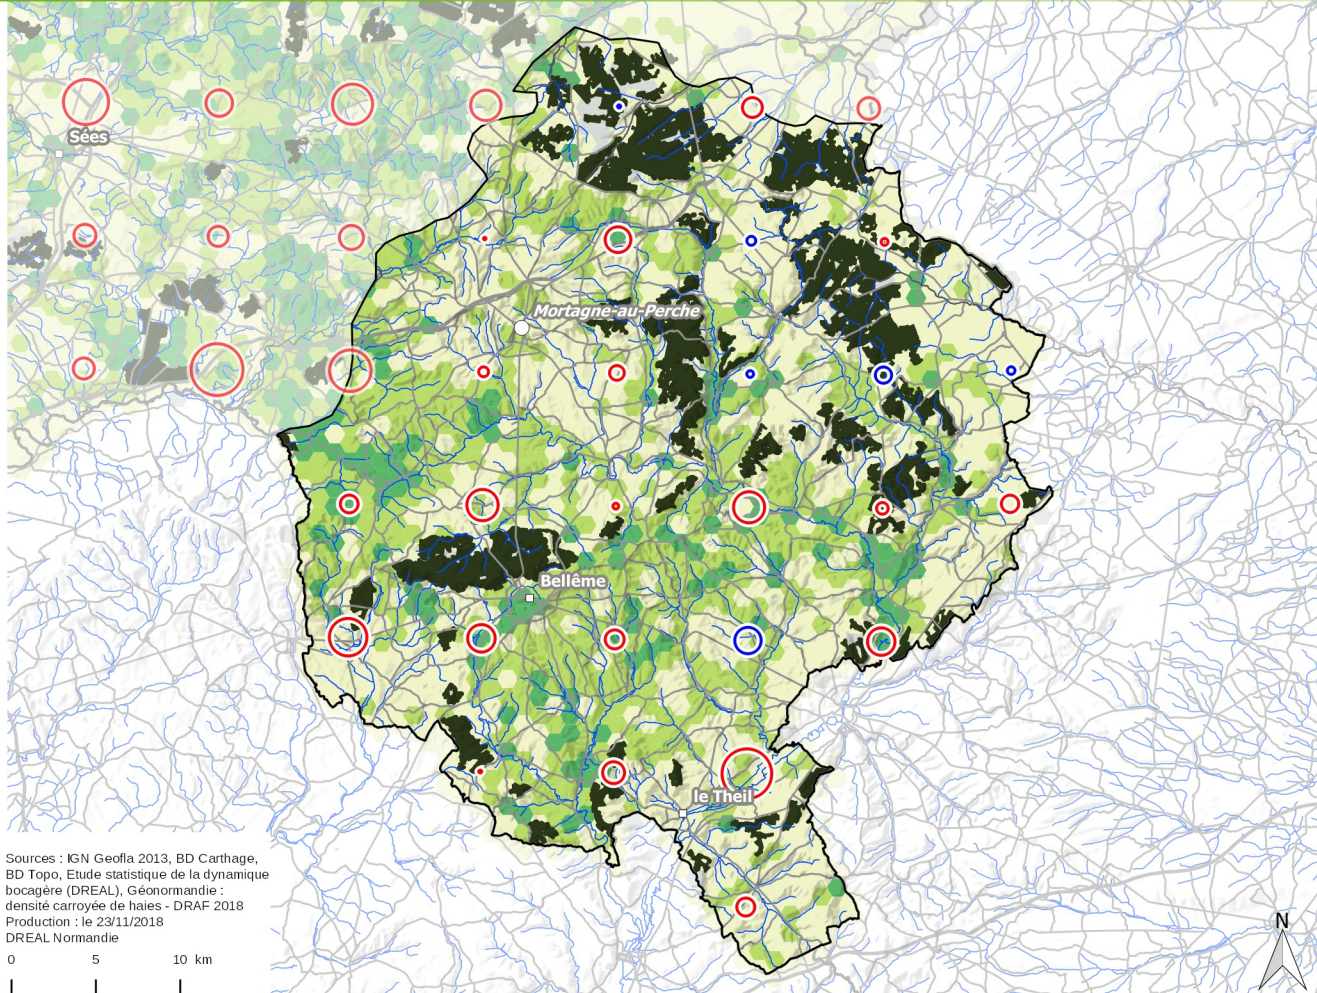 Sées
Mortagne-au-Perche
Bellême
le Theil
Sources : IGN Geofla 2013, BD Carthage,
BD Topo, Etude statistique de la dynamique
bocagère (DREAL), Géonormandie :
densité carroyée de haies - DRAF 2018
Production : le 23/11/2018
DREAL Normandie
0 5 10 km
N